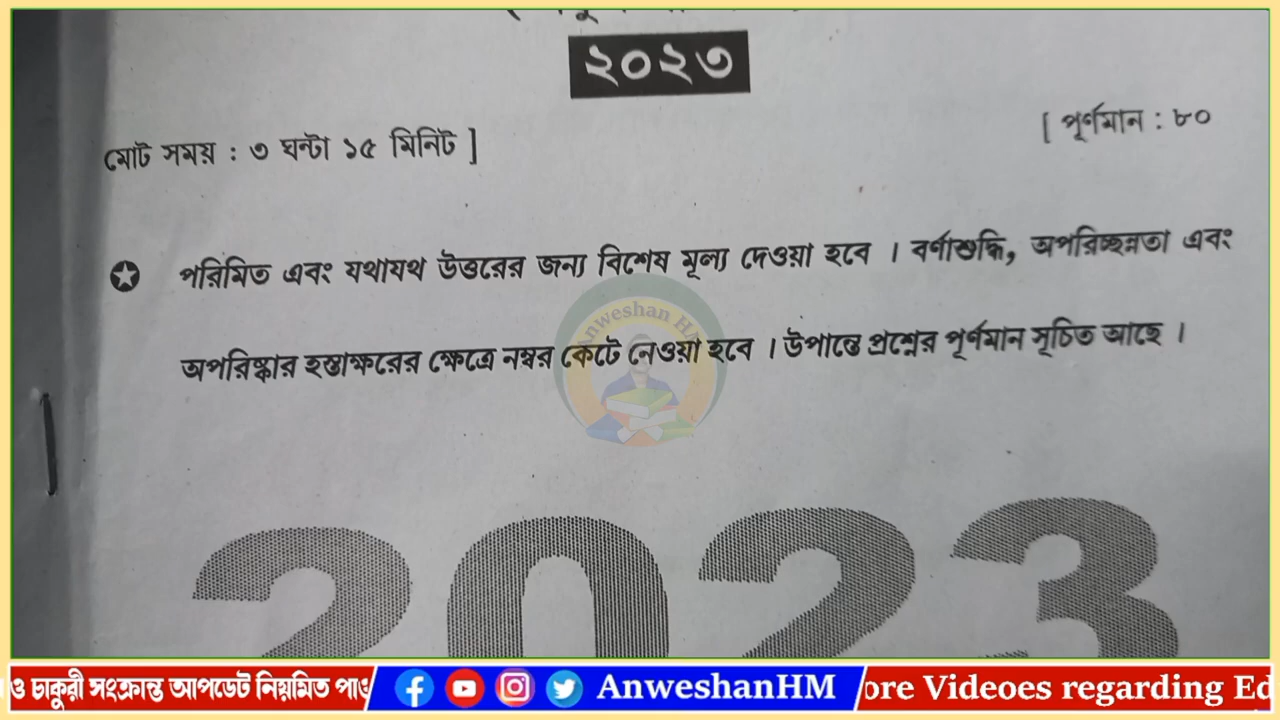 ২০২৩
মোট সময় : ৩ ঘন্টা ১৫ মিনিট ]
[ পূর্ণমান : ৮০
পরিমিত এবং যথাযথ উত্তরের জন্য বিশেষ মূল্য দেওয়া হবে । বর্ণাশুদ্ধি, অপরিচ্ছন্নতা এবং
অপরিষ্কার হস্তাক্ষরের ক্ষেত্রে নম্বর কেটে নেওয়া হবে । উপান্তে প্রশ্নের পূর্ণমান সূচিত আছে ।
Anweshan HM
2023
ও চাকুরী সংক্রান্ত আপডেট নিয়মিত
AnweshanHM
Videoes regarding